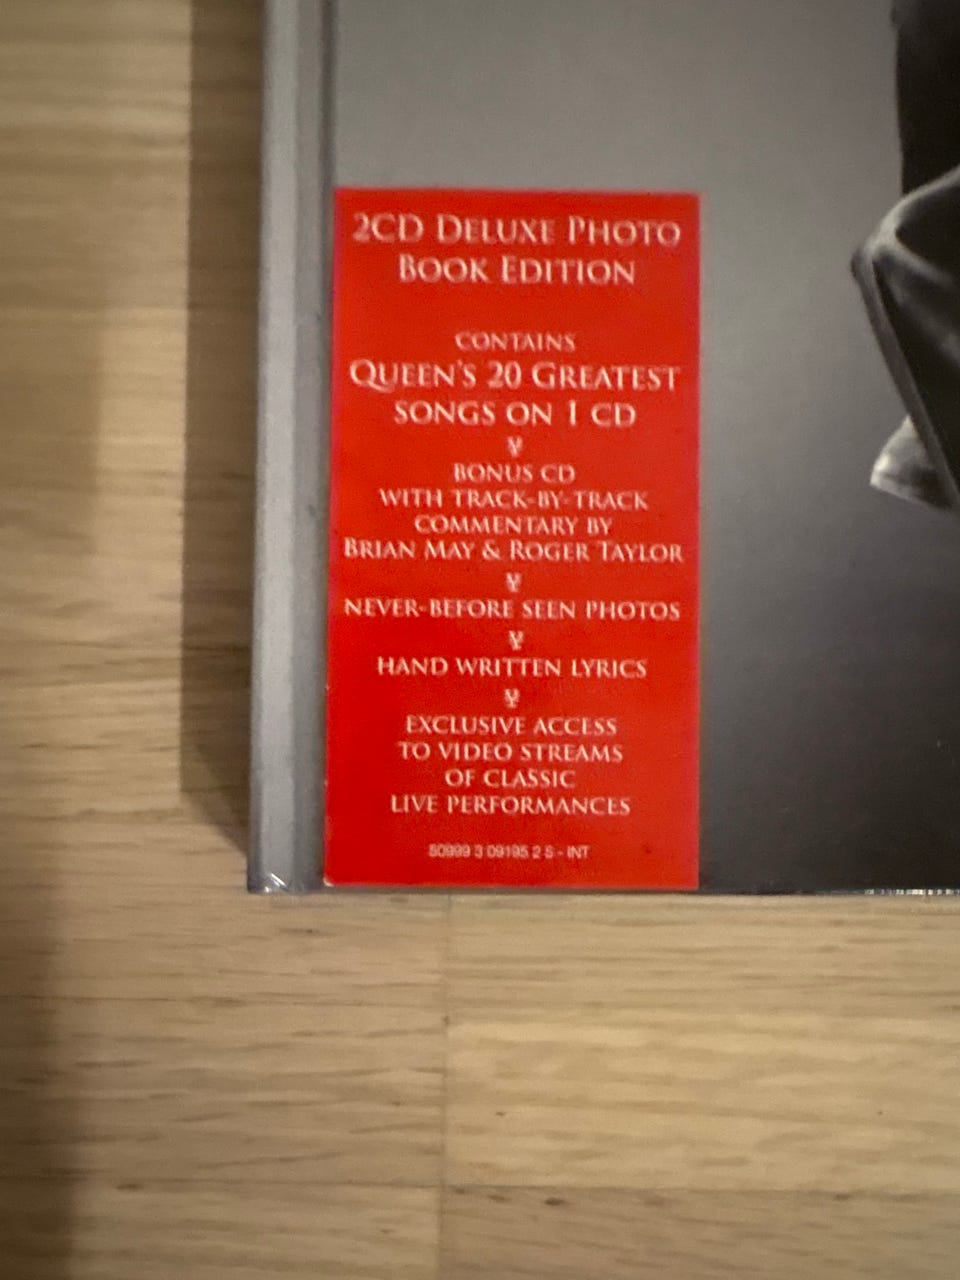 2CD DELUXE PHOTO
BOOK EDITION
CONTAINS
QUEEN'S 20 GREATEST
SONGS ON 1 CD
BONUS CD
WITH TRACK-BY-TRACK
COMMENTARY BY
BRIAN MAY & ROGER TAYLOR
NEVER-BEFORE SEEN PHOTOS
HAND WRITTEN LYRICS
EXCLUSIVE ACCESS
TO VIDEO STREAMS
OF CLASSIC
LIVE PERFORMANCES
50999 3 09195 2 5 - INT